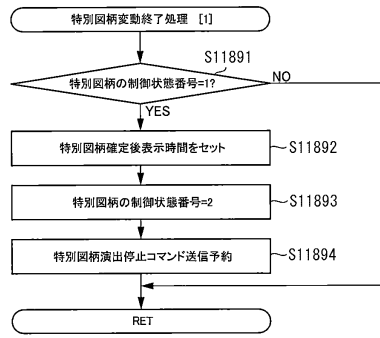 特別図柄変動終了処理 [1]
S11891
特別図柄の制御状態番号=1?
NO
YES
特別図柄確定後表示時間をセット
S11892
特別図柄の制御状態番号=2
S11893
特別図柄演出停止コマンド送信予約
S11894
RET